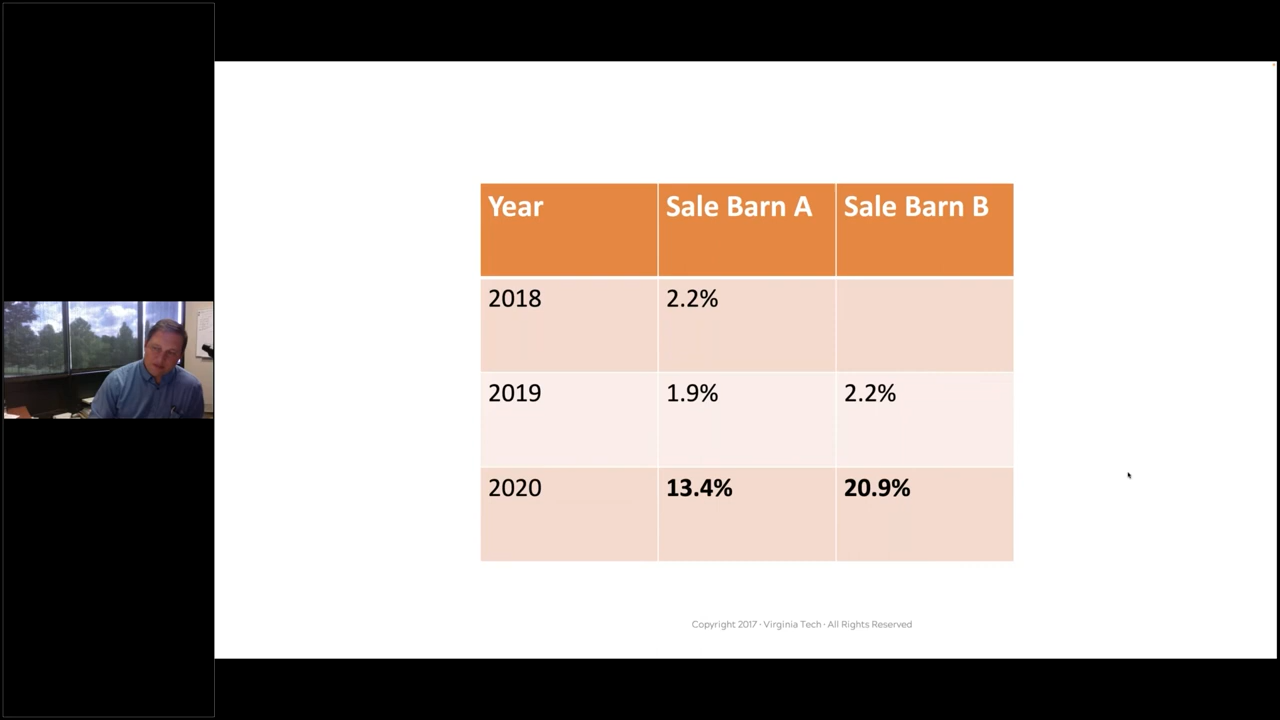 Year Sale Barn A Sale Barn B
2018 2.2%
2019 1.9% 2.2%
2020 13.4% 20.9%
Copyright 2017 · Virginia Tech · All Rights Reserved